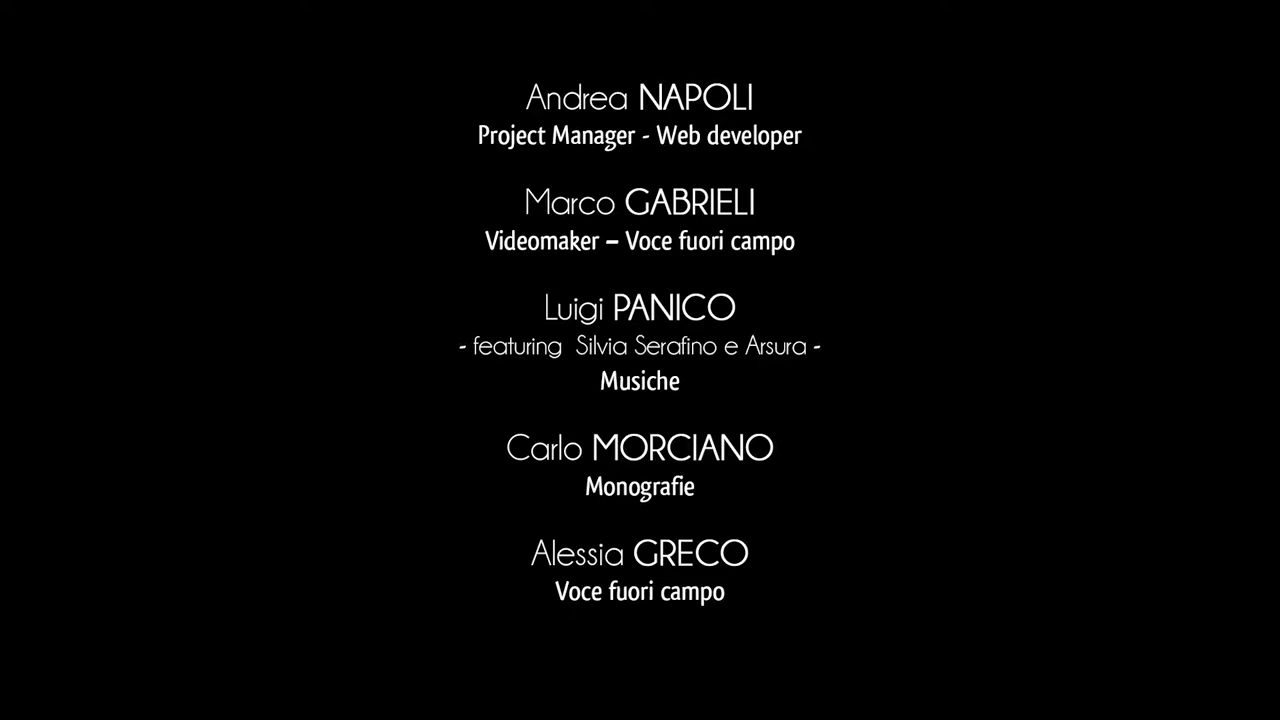 Andrea NAPOLI
Project Manager - Web developer
Marco GABRIELI
Videomaker – Voce fuori campo
Luigi PANICO
- featuring Silvia Serafino e Arsura -
Musiche
Carlo MORCIANO
Monografie
Alessia GRECO
Voce fuori campo